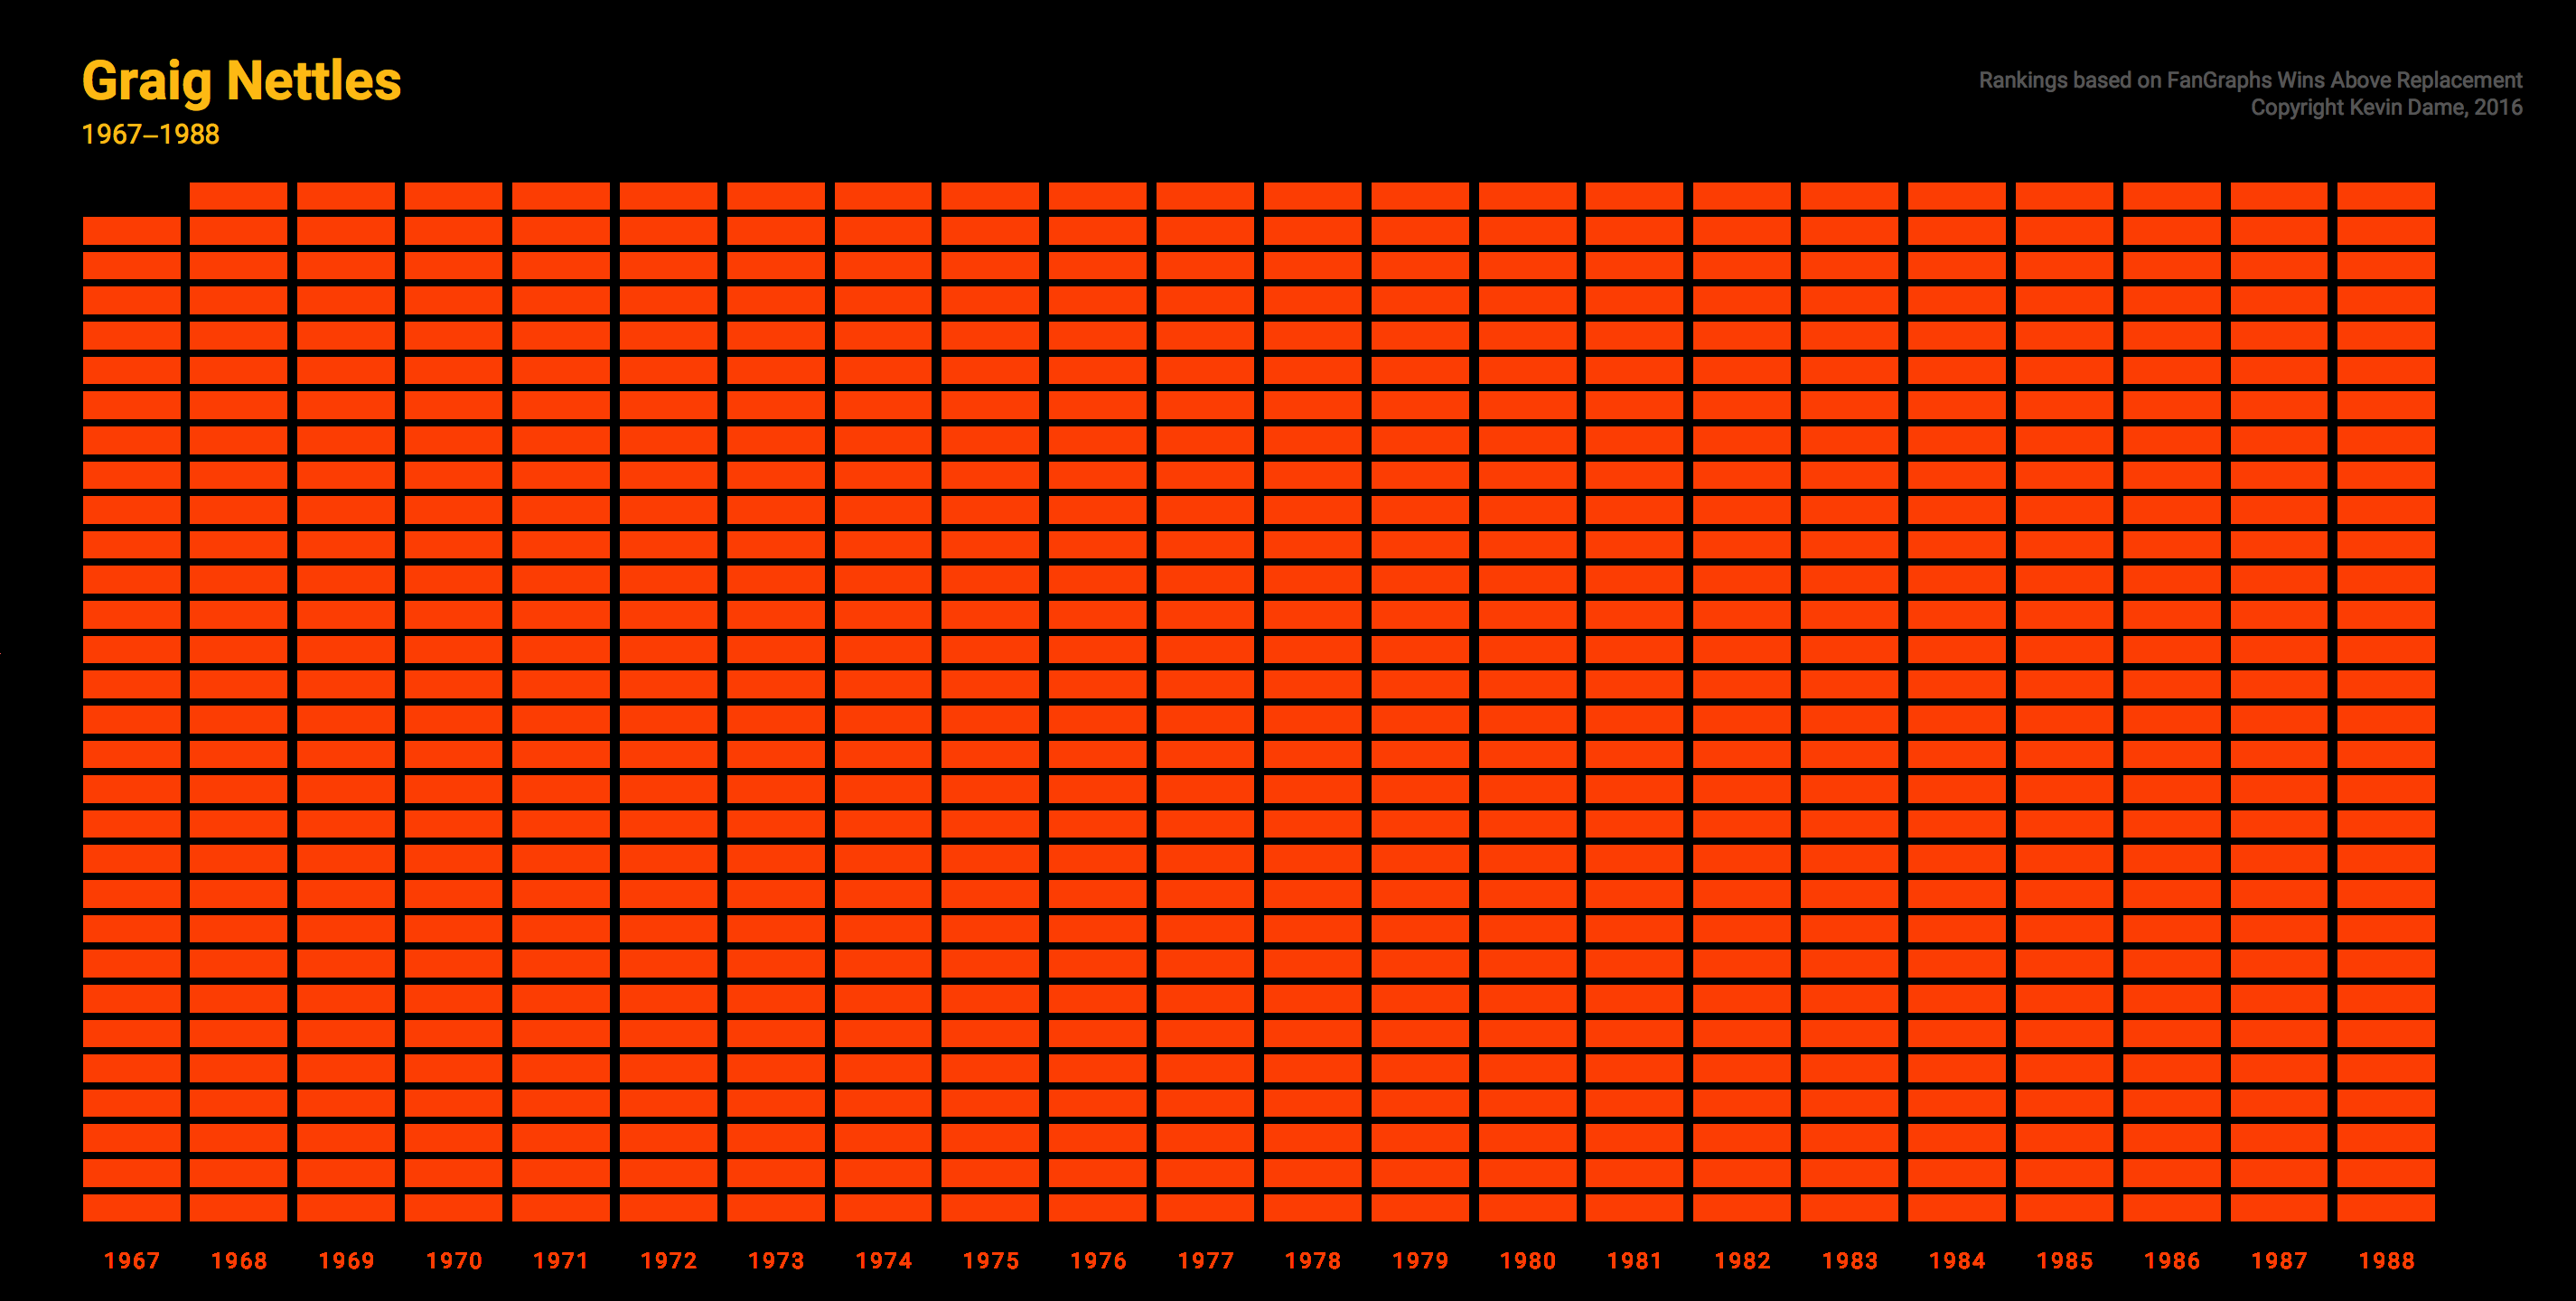 Graig Nettles
1967–1988
Rankings based on FanGraphs Wins Above Replacement
Copyright Kevin Dame, 2016
1967 1968 1969 1970 1971 1972 1973 1974 1975 1976 1977 1978 1979 1980 1981 1982 1983 1984 1985 1986 1987 1988